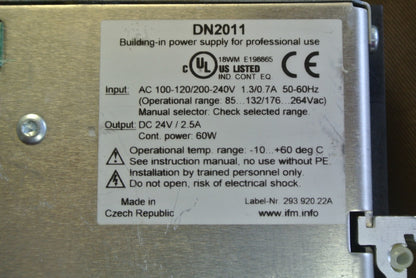 DN2011
Building-in power supply for professional use
18WM E198865
C UL US LISTED CE
IND. CONT. EQ.
Input: AC 100-120/200-240V 1.3/0.7A 50-60Hz
(Operational range: 85...132/176...264Vac)
Manual selector: Check selected range.
Output: DC 24V / 2.5A
Cont. power: 60W
Operational temp. range: -10...+60 deg C
See instruction manual, no use without PE.
Installation by trained personnel only.
Do not open, risk of electrical shock.
Made in
Czech Republic
Label-Nr. 293.920.22A
www.ifm.info